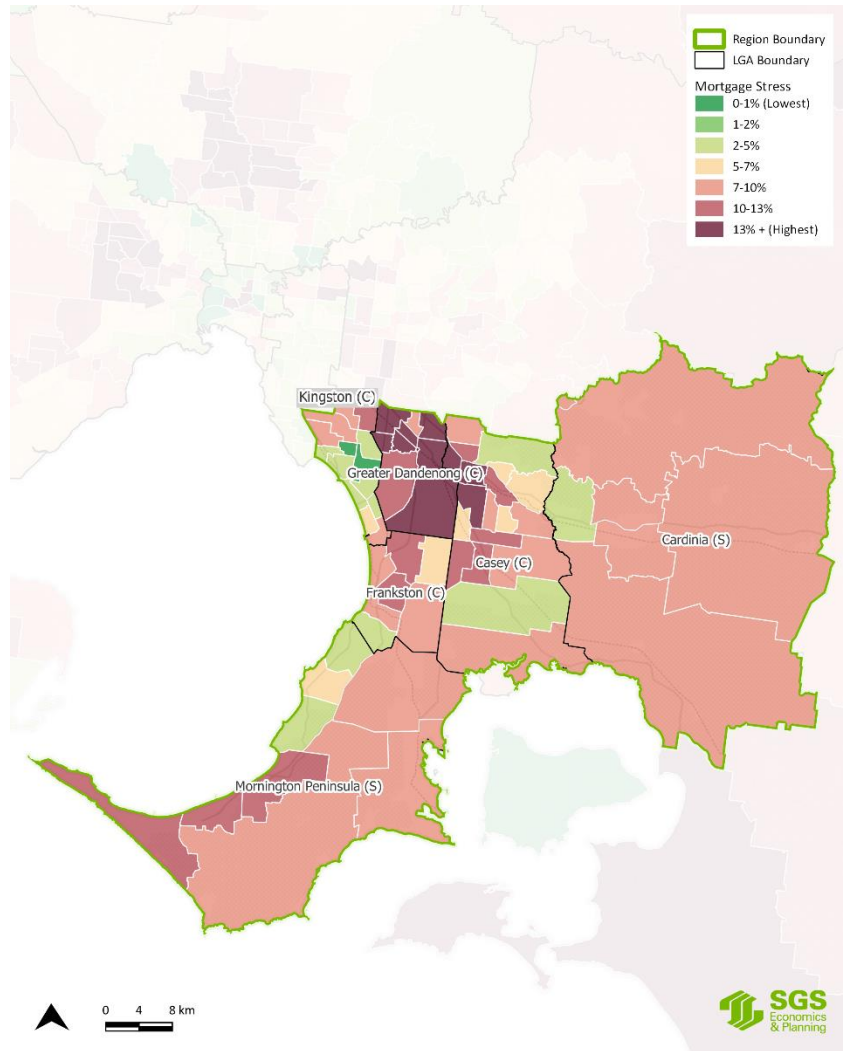 Region Boundary
LGA Boundary
Mortgage Stress
0-1% (Lowest)
1-2%
2-5%
5-7%
7-10%
10-13%
13% + (Highest)
Kingston (C)
Greater Dandenong (C)
Cardinia (S)
Casey (C)
Frankston (C)
Mornington Peninsula (S)
0 4 8 km
SGS
Economics
& Planning